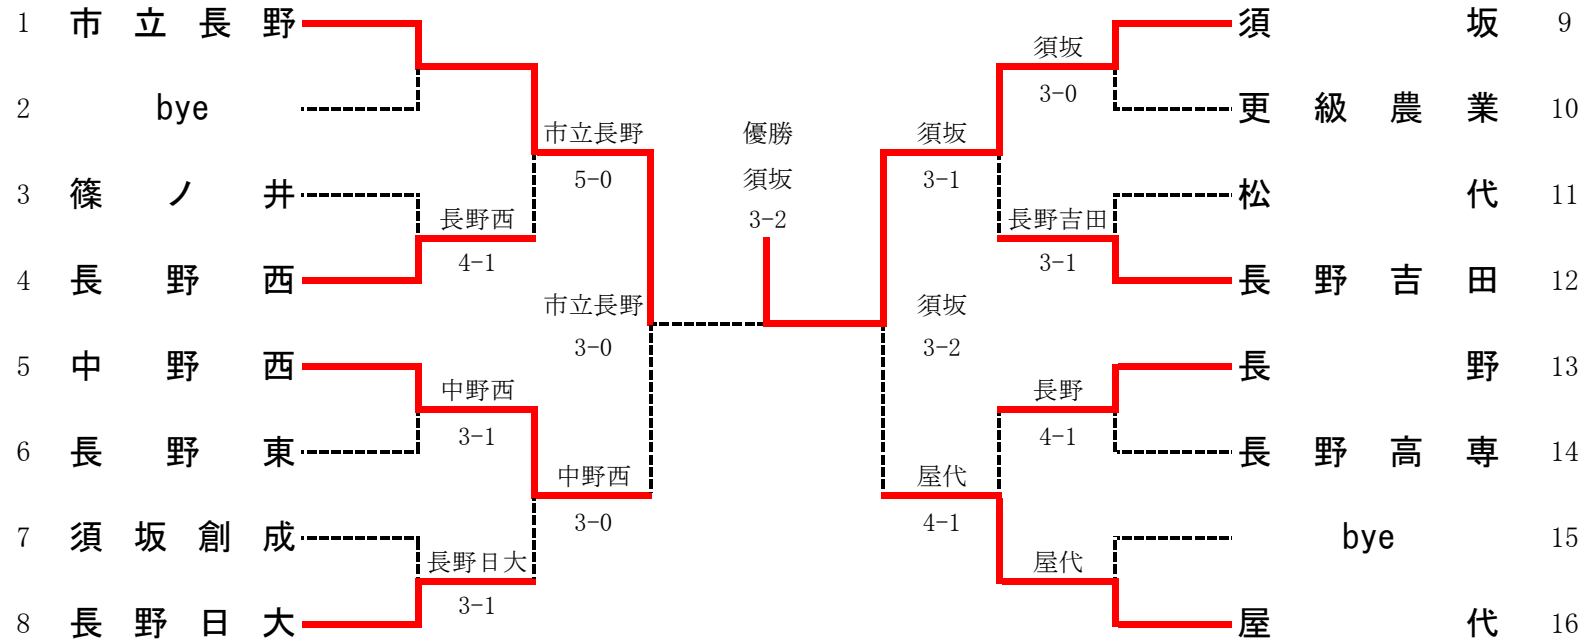 1 市立長野
2 bye
3 篠ノ井
4 長野西
5 中野西
6 長野東
7 須坂創成
8 長野日大
長野西
4-1
中野西
3-1
長野日大
3-1
市立長野
5-0
中野西
3-0
市立長野
3-0
優勝
須坂
3-2
須坂
3-2
須坂
3-1
屋代
4-1
須坂
3-0
長野吉田
3-1
長野
4-1
屋代
須坂 9
更級農業 10
松代 11
長野吉田 12
長野 13
長野高専 14
bye 15
屋代 16